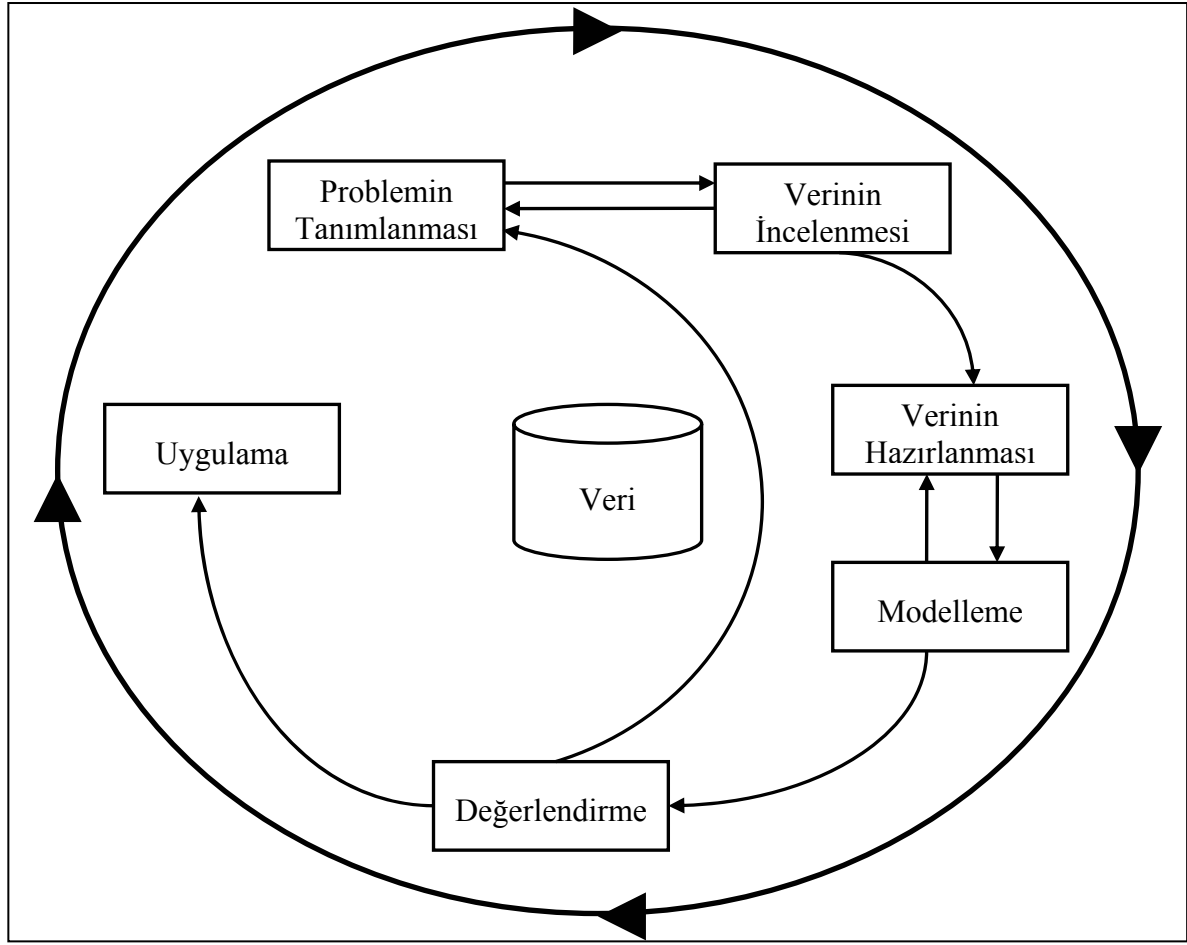 Problemin
Tanımlanması
Verinin
İncelenmesi
Verinin
Hazırlanması
Uygulama
Veri
Modelleme
Değerlendirme